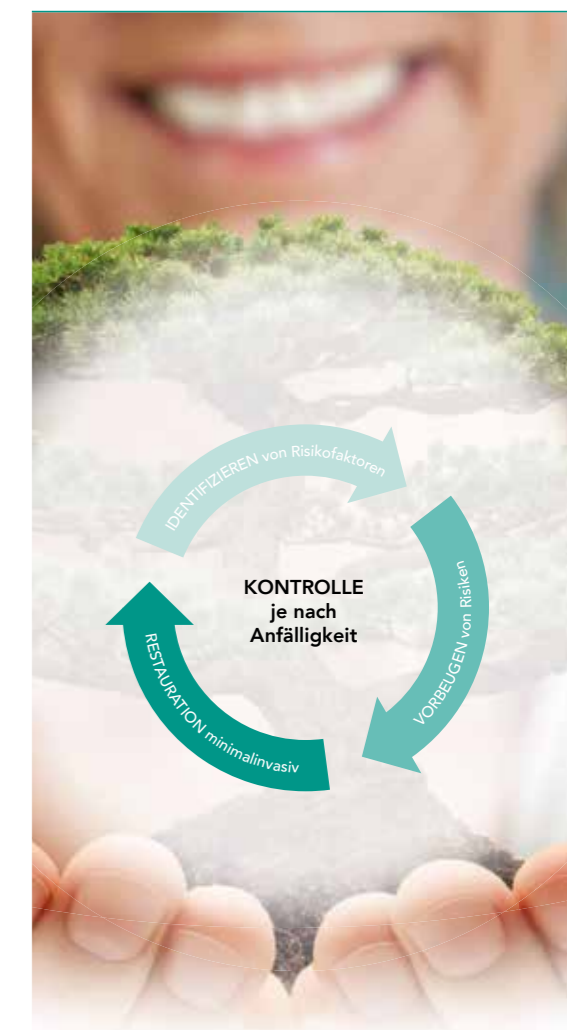 IDENTIFIZIEREN von Risikofaktoren
VORBEUGEN von Risiken
RESTAURATION minimalinvasiv
KONTROLLE
je nach
Anfälligkeit